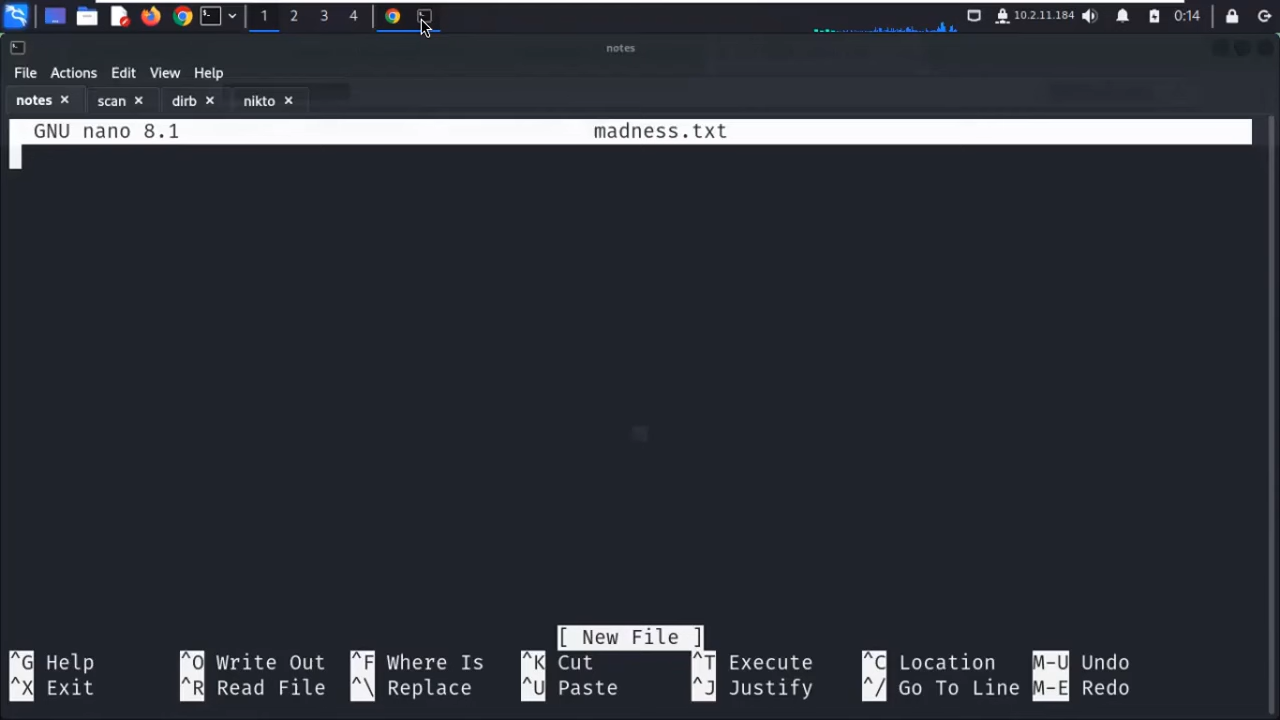 1 2 3 4 10.2.11.184 0:14
notes
File Actions Edit View Help
notes scan dirb nikto
GNU nano 8.1 madness.txt
[ New File ]
^G Help ^O Write Out ^F Where Is ^K Cut ^T Execute ^C Location M-U Undo
^X Exit ^R Read File ^\ Replace ^U Paste ^J Justify ^/ Go To Line M-E Redo